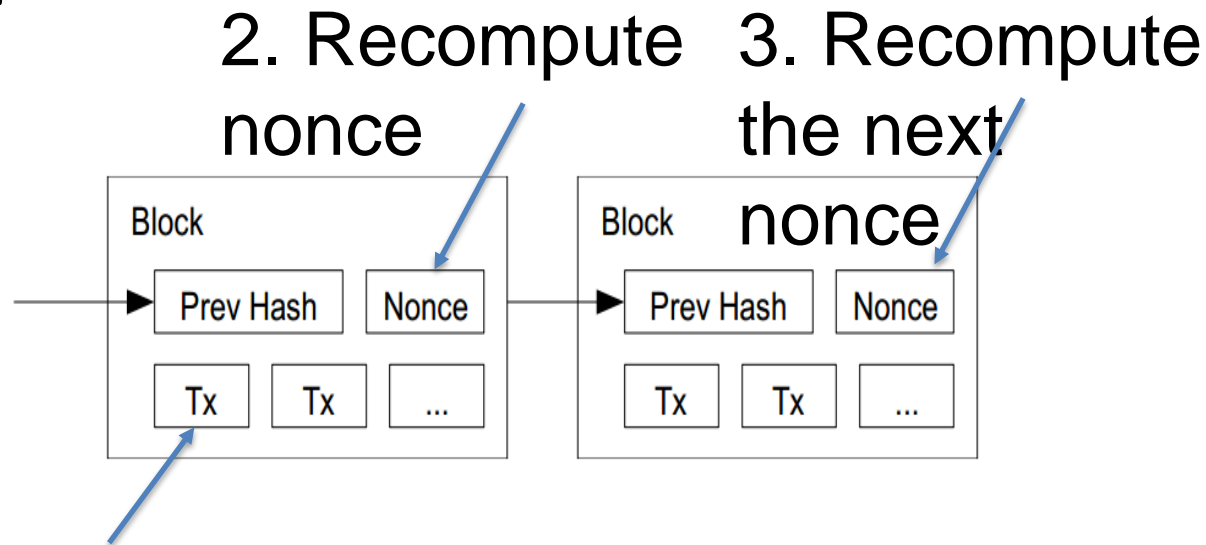 2. Recompute nonce
3. Recompute the next nonce
Block
Prev Hash
Nonce
Tx
Tx
...
Block
Prev Hash
Nonce
Tx
Tx
...